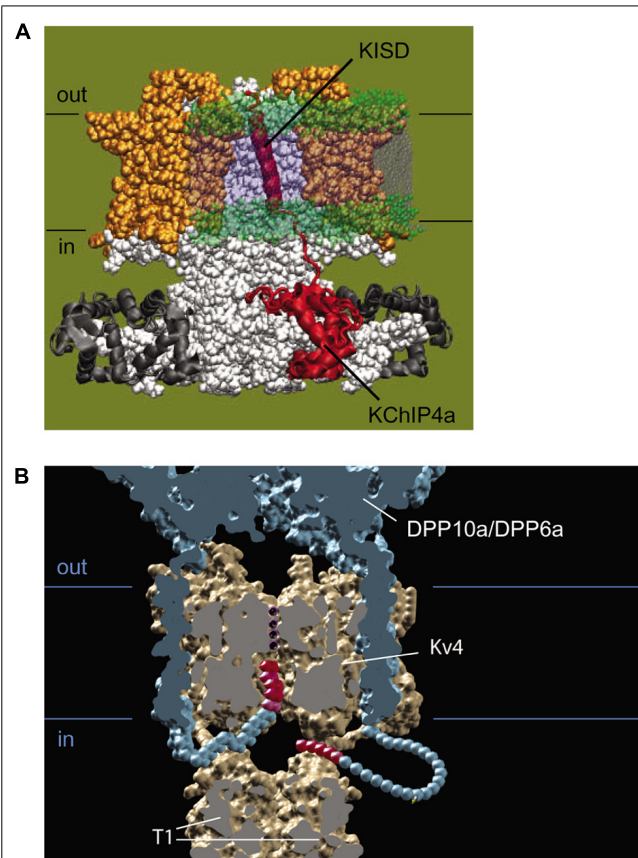 A
KISD
out
in
KChIP4a
B
DPP10a/DPP6a
out
Kv4
in
T1